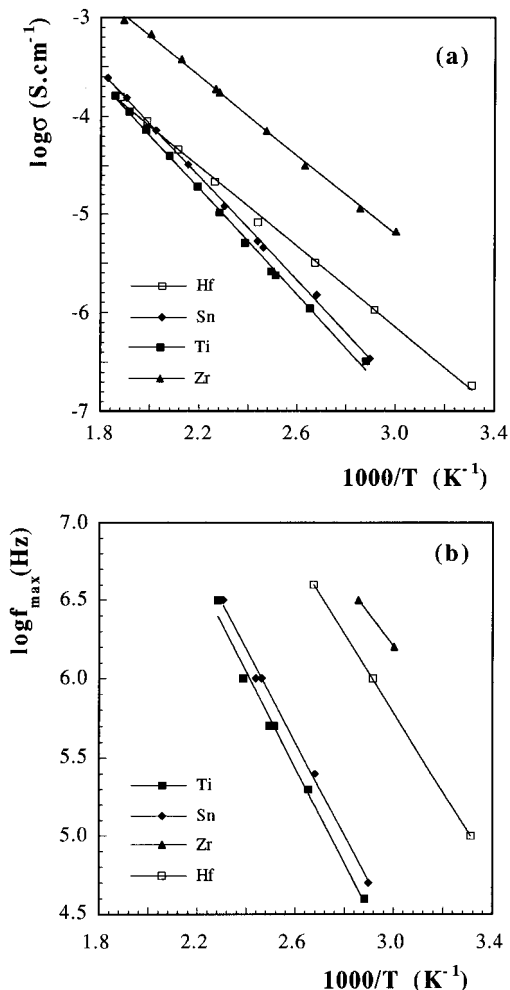 (a)
logσ (S.cm⁻¹)
-3
-4
-5
-6
-7
Hf
Sn
Ti
Zr
1.8 2.2 2.6 3.0 3.4
1000/T (K⁻¹)
(b)
logf_max(Hz)
7.0
6.5
6.0
5.5
5.0
4.5
Ti
Sn
Zr
Hf
1.8 2.2 2.6 3.0 3.4
1000/T (K⁻¹)